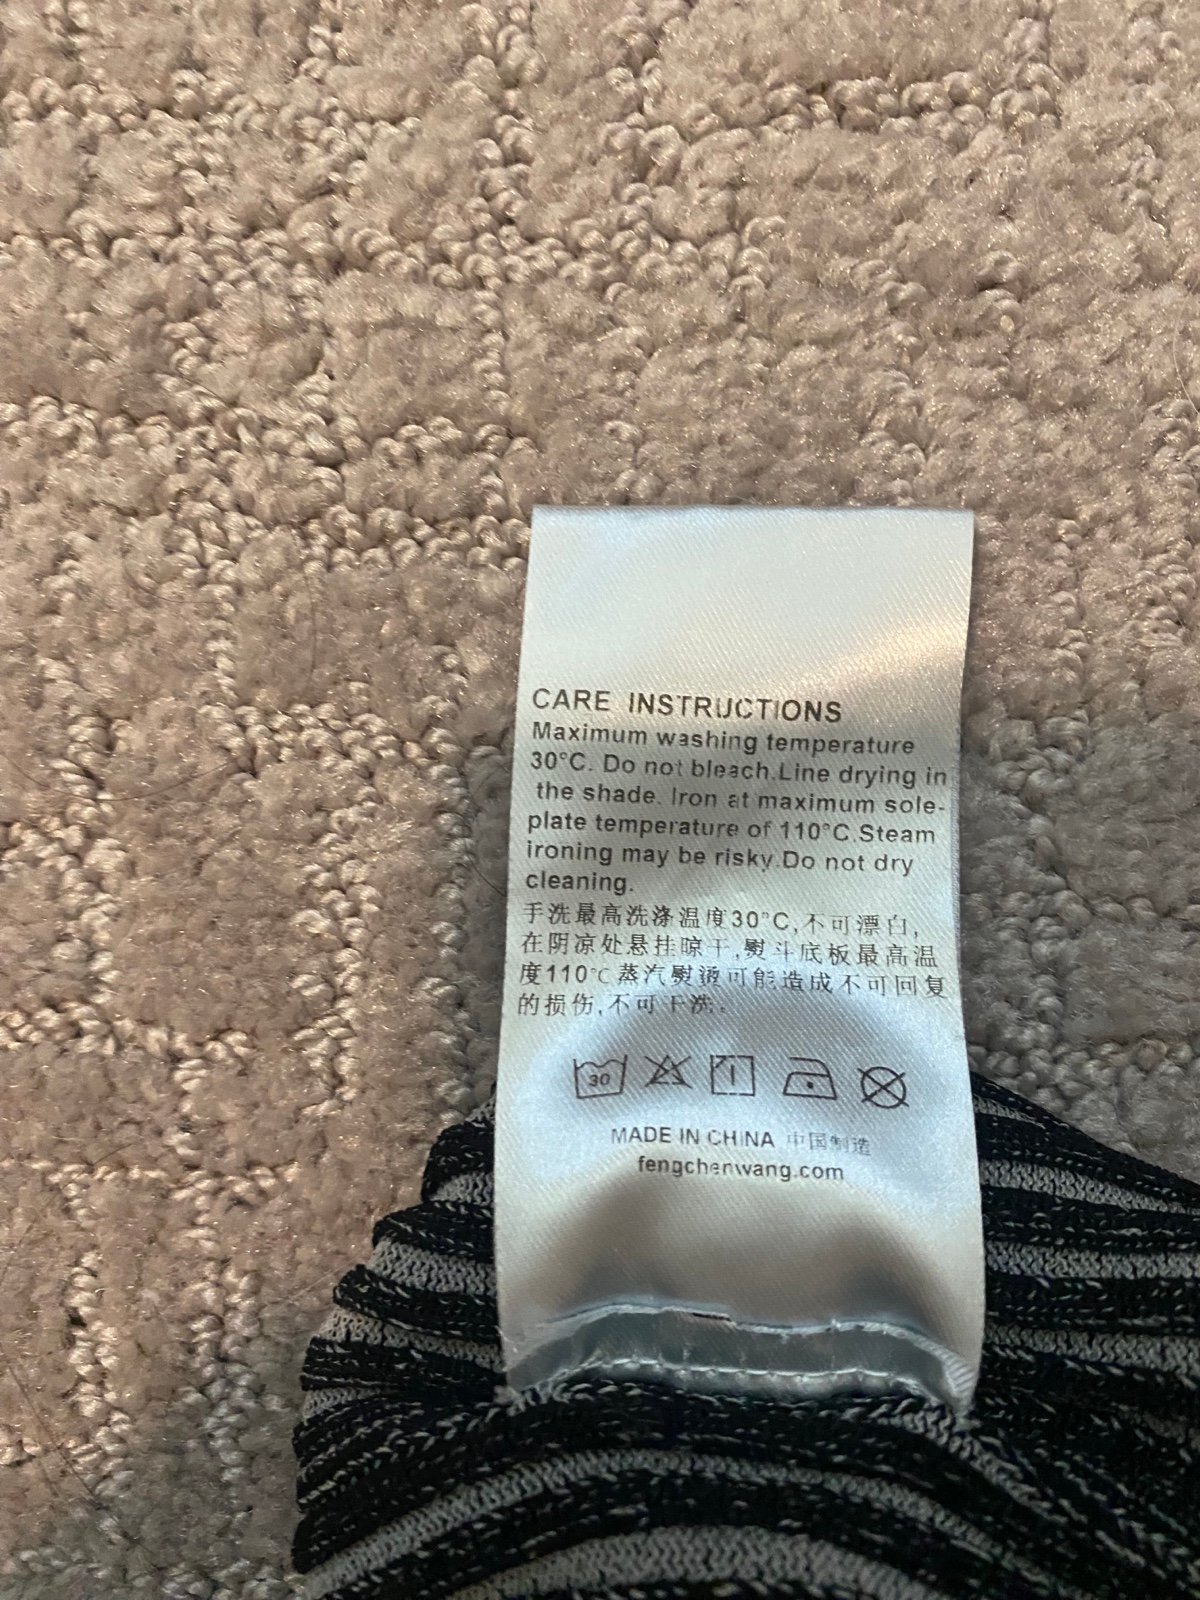 CARE INSTRUCTIONS
Maximum washing temperature
30°C. Do not bleach.Line drying in
the shade. Iron at maximum sole-
plate temperature of 110°C.Steam
ironing may be risky.Do not dry
cleaning.
手洗最高洗涤温度30°C,不可漂白,
在阴凉处悬挂晾干,熨斗底板最高温
度110℃蒸汽熨烫可能造成不可回复
的损伤,不可干洗。
30
MADE IN CHINA 中国制造
fengchenwang.com